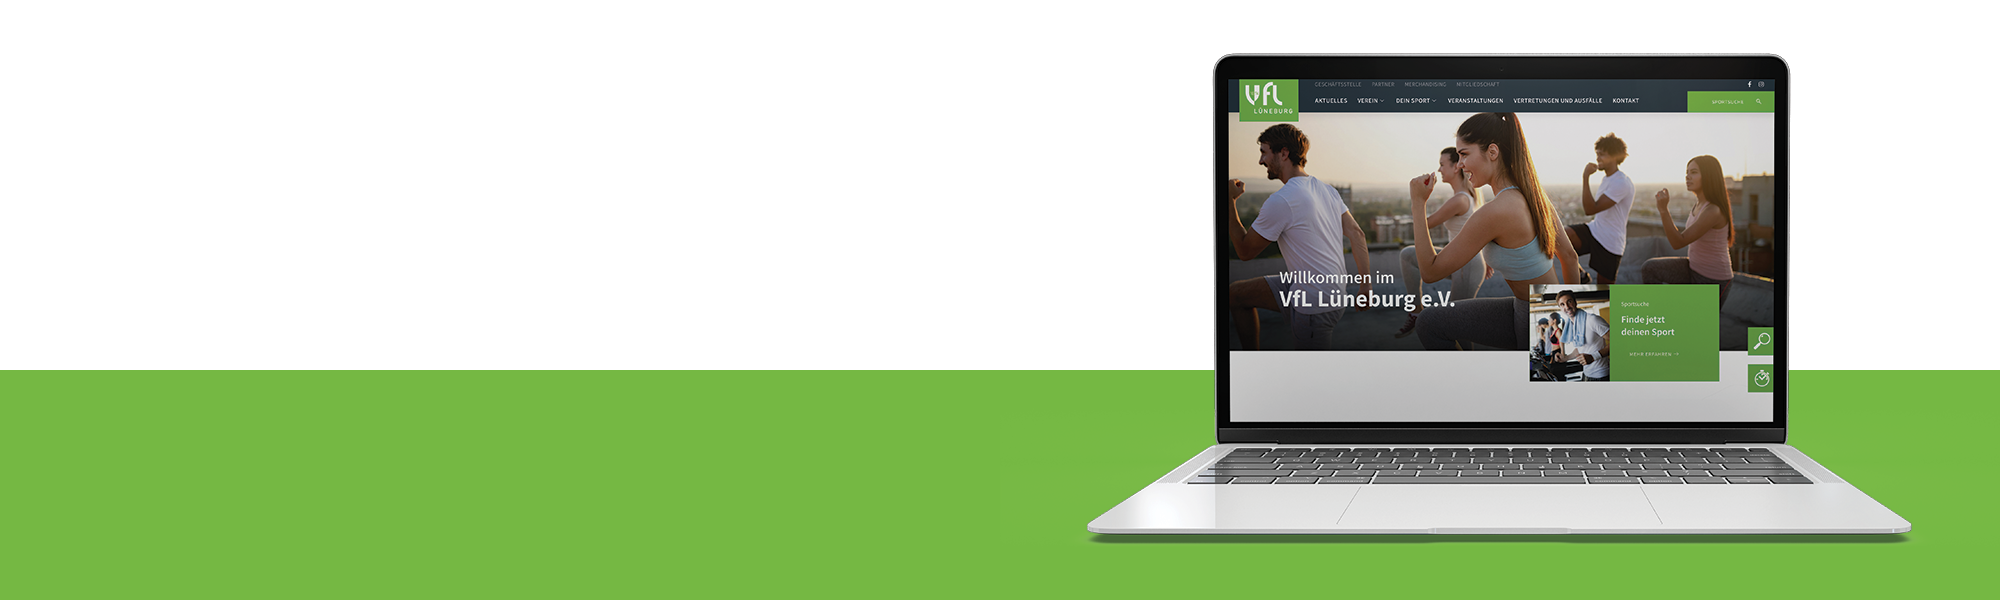 VfL
LÜNEBURG
GESCHÄFTSSTELLE PARTNER MERCHANDISING MITGLIEDSCHAFT
AKTUELLES VEREIN DEIN SPORT VERANSTALTUNGEN VERTRETUNGEN UND AUSFÄLLE KONTAKT
SPORTSUCHE
Willkommen im
VfL Lüneburg e.V.
Sportsuche
Finde jetzt
deinen Sport
MEHR ERFAHREN →